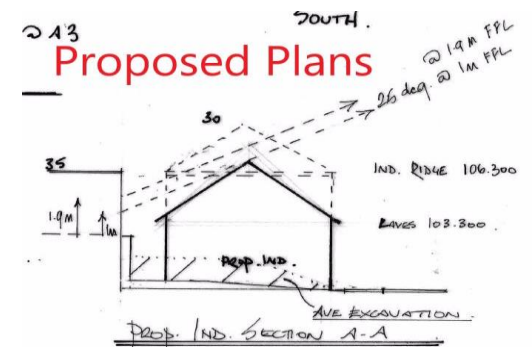 SOUTH.
@ A3
Proposed Plans
@ 1.9M FFL
26 deg. @ 1M FFL
30
35
IND. RIDGE 106.300
1.9M
1M
EAVES 103.300
PROP. IND.
AVE EXCAVATION.
PROP. IND. SECTION A-A